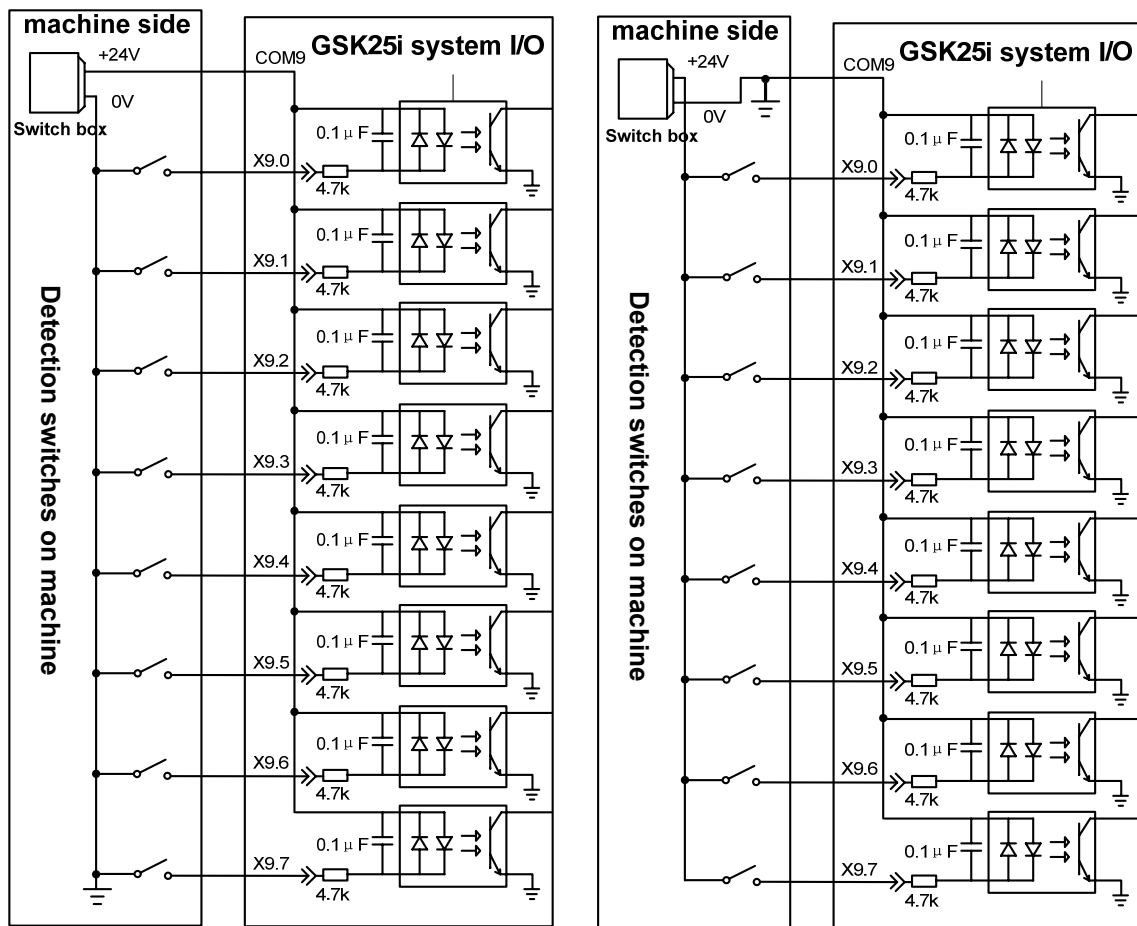 machine side
+24V
0V
Switch box
GSK25i system I/O
COM9
0.1μF
X9.0
4.7k
0.1μF
X9.1
4.7k
0.1μF
X9.2
4.7k
0.1μF
X9.3
4.7k
0.1μF
X9.4
4.7k
0.1μF
X9.5
4.7k
0.1μF
X9.6
4.7k
0.1μF
X9.7
4.7k
Detection switches on machine
machine side
+24V
0V
Switch box
GSK25i system I/O
COM9
0.1μF
X9.0
4.7k
0.1μF
X9.1
4.7k
0.1μF
X9.2
4.7k
0.1μF
X9.3
4.7k
0.1μF
X9.4
4.7k
0.1μF
X9.5
4.7k
0.1μF
X9.6
4.7k
0.1μF
X9.7
4.7k
Detection switches on machine